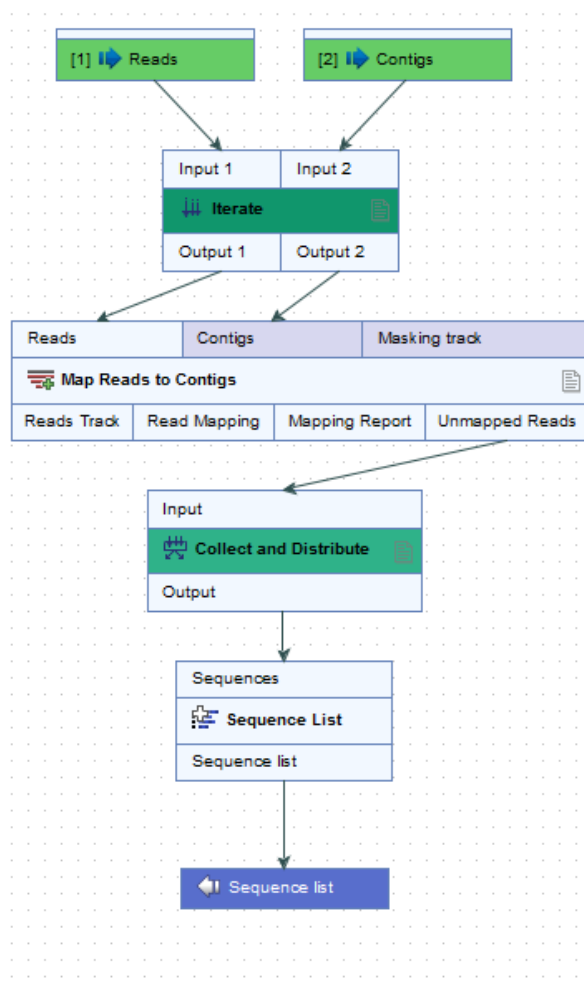 [1] Reads
[2] Contigs
Input 1
Input 2
Iterate
Output 1
Output 2
Reads
Contigs
Masking track
Map Reads to Contigs
Reads Track
Read Mapping
Mapping Report
Unmapped Reads
Input
Collect and Distribute
Output
Sequences
Sequence List
Sequence list
Sequence list